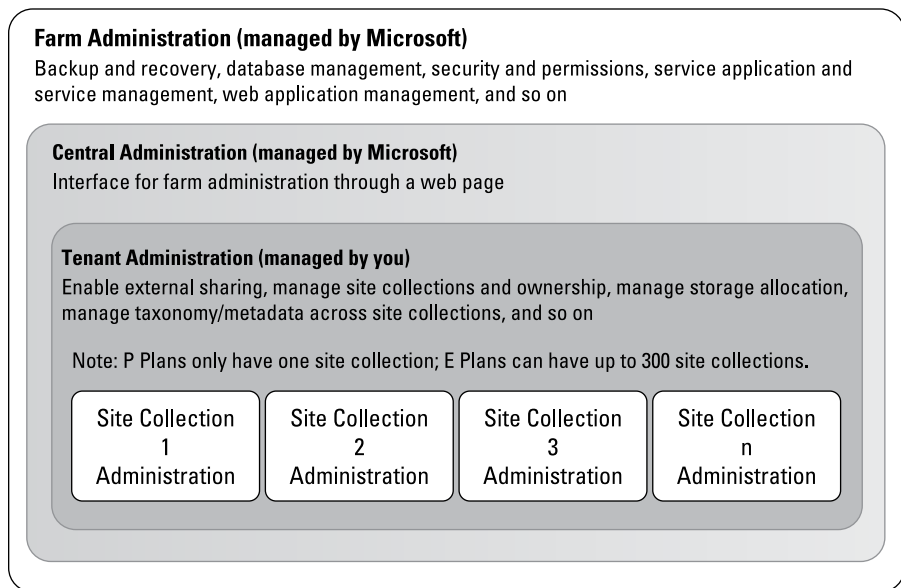 Farm Administration (managed by Microsoft)
Backup and recovery, database management, security and permissions, service application and
service management, web application management, and so on
Central Administration (managed by Microsoft)
Interface for farm administration through a web page
Tenant Administration (managed by you)
Enable external sharing, manage site collections and ownership, manage storage allocation,
manage taxonomy/metadata across site collections, and so on
Note: P Plans only have one site collection; E Plans can have up to 300 site collections.
Site Collection
1
Administration
Site Collection
2
Administration
Site Collection
3
Administration
Site Collection
n
Administration